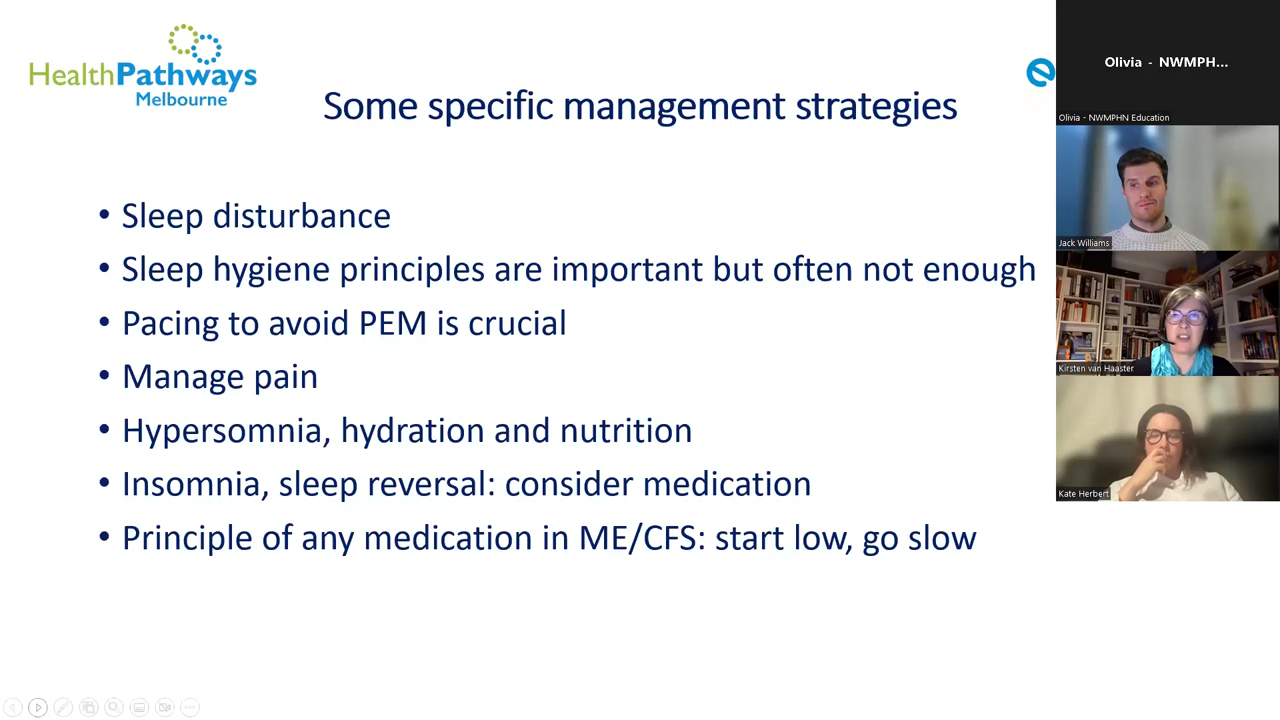 HealthPathways
Melbourne
Some specific management strategies
• Sleep disturbance
• Sleep hygiene principles are important but often not enough
• Pacing to avoid PEM is crucial
• Manage pain
• Hypersomnia, hydration and nutrition
• Insomnia, sleep reversal: consider medication
• Principle of any medication in ME/CFS: start low, go slow
Olivia - NWMPH...
Olivia - NWMPHN Education
Jack Williams
Kirsten van Haaster
Kate Herbert